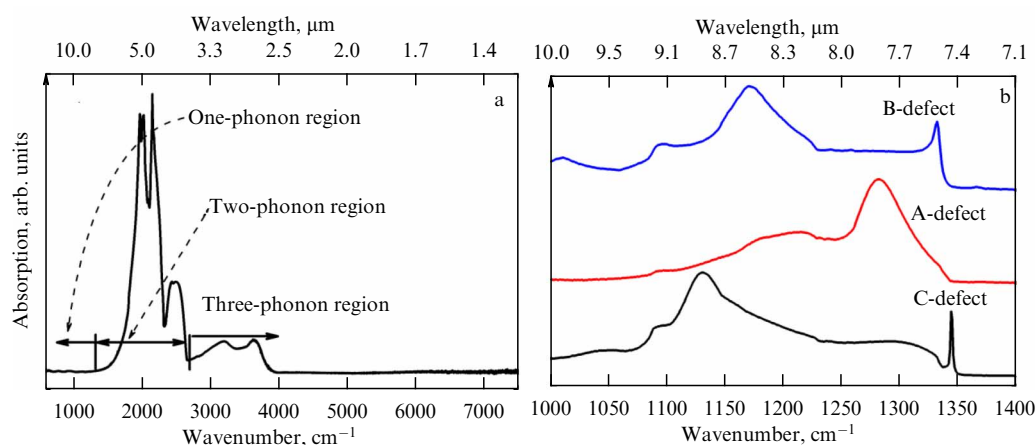 Wavelength, μm
10.0 5.0 3.3 2.5 2.0 1.7 1.4
a
One-phonon region
Two-phonon region
Three-phonon region
Absorption, arb. units
1000 2000 3000 4000 5000 6000 7000
Wavenumber, cm⁻¹
Wavelength, μm
10.0 9.5 9.1 8.7 8.3 8.0 7.7 7.4 7.1
b
B-defect
A-defect
C-defect
1000 1050 1100 1150 1200 1250 1300 1350 1400
Wavenumber, cm⁻¹